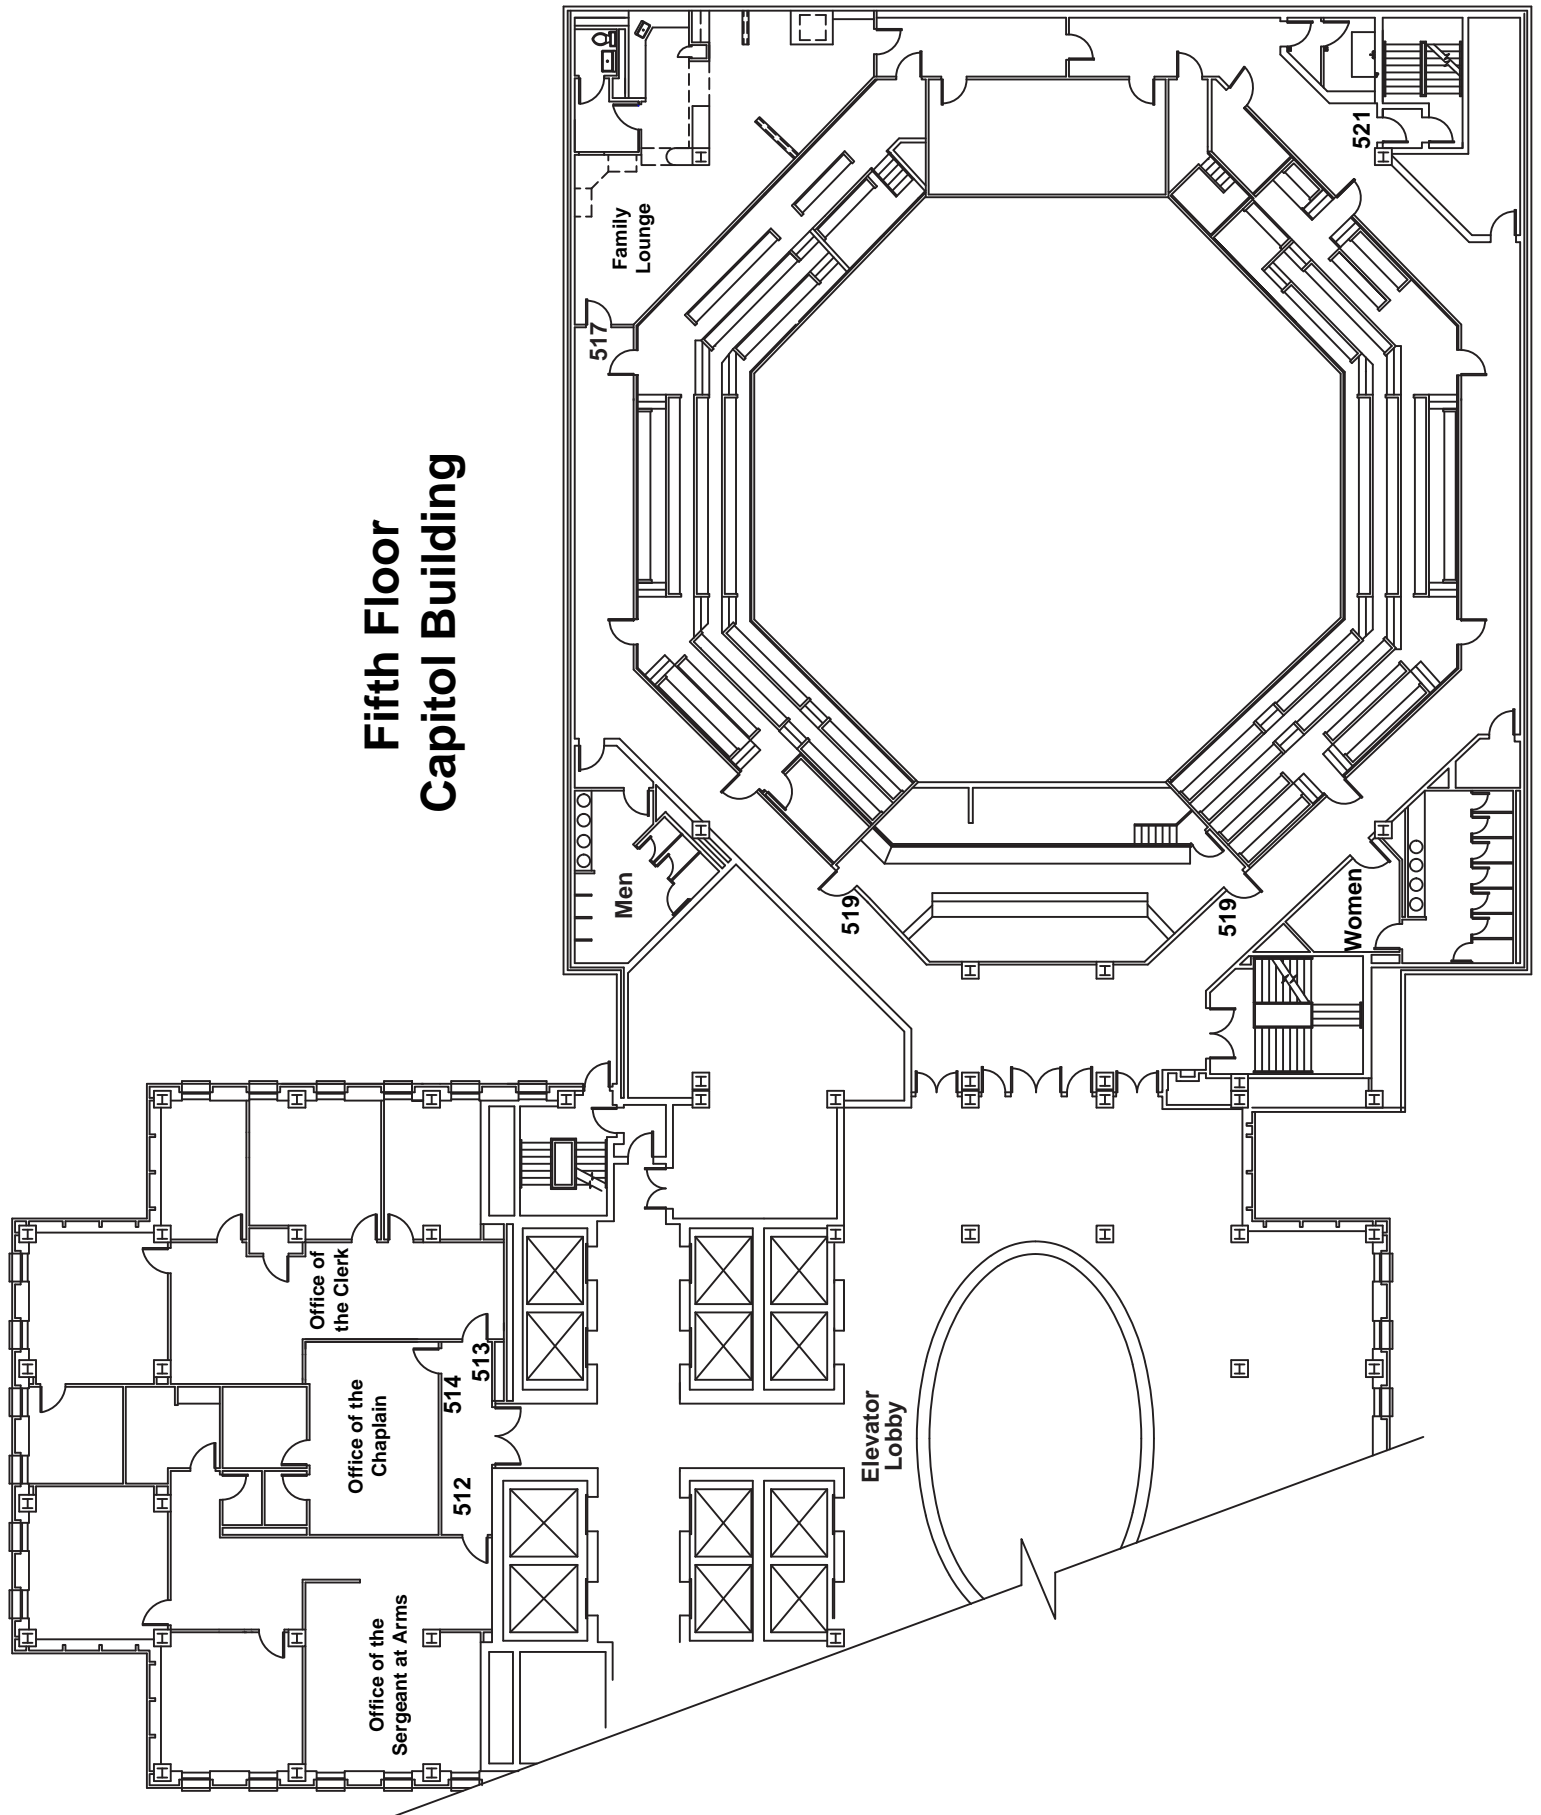 Fifth Floor
Capitol Building
Office of the
Sergeant at Arms
512
Office of the
Chaplain
514
513
Office of
the Clerk
Elevator
Lobby
Men
519
519
Women
517
Family
Lounge
521